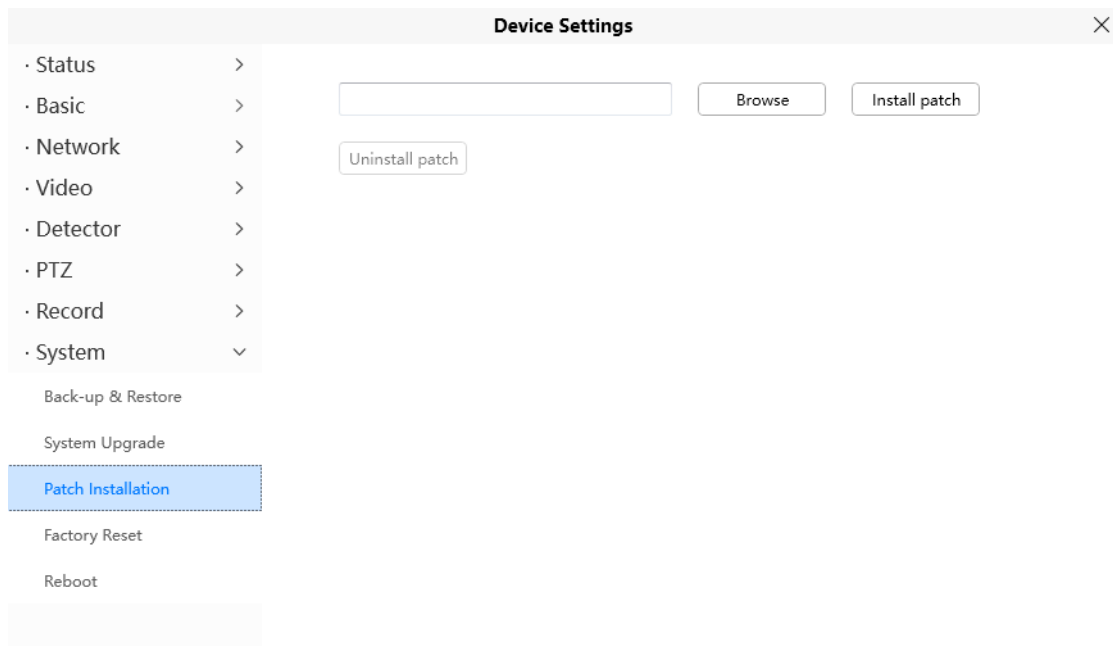 Device Settings
· Status
· Basic
· Network
· Video
· Detector
· PTZ
· Record
· System
Back-up & Restore
System Upgrade
Patch Installation
Factory Reset
Reboot
Browse
Install patch
Uninstall patch